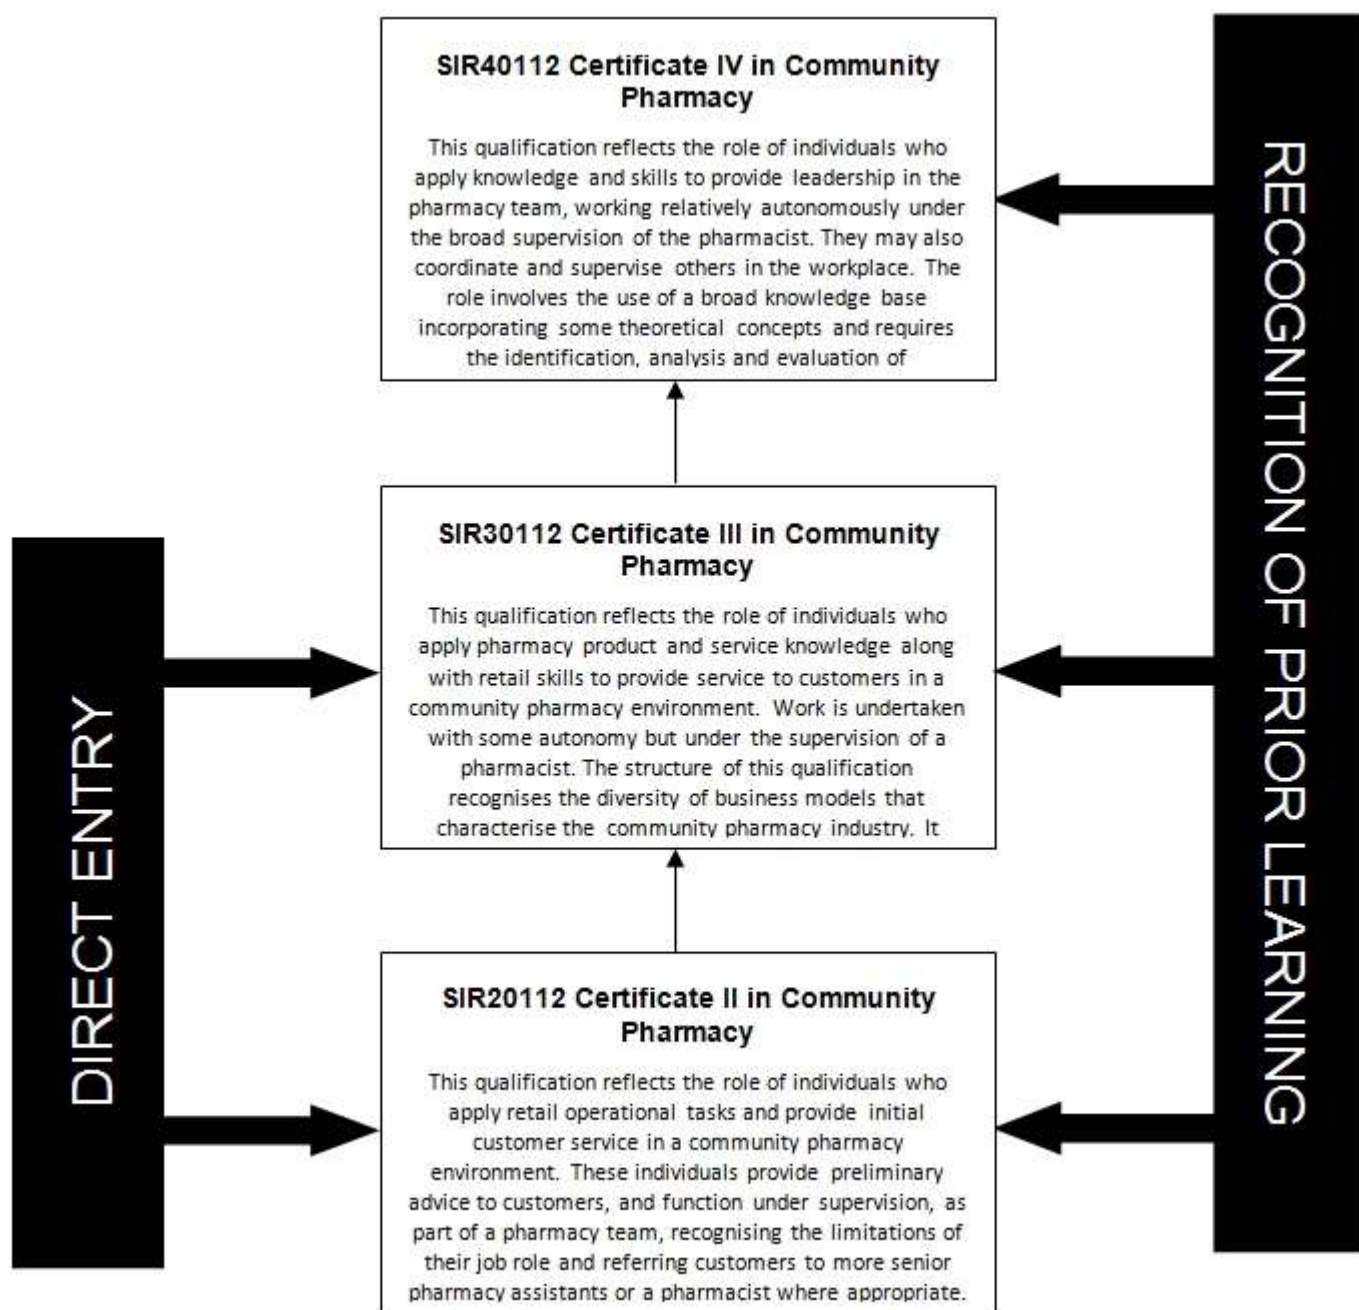 SIR40112 Certificate IV in Community
Pharmacy
This qualification reflects the role of individuals who
apply knowledge and skills to provide leadership in the
pharmacy team, working relatively autonomously under
the broad supervision of the pharmacist. They may also
coordinate and supervise others in the workplace. The
role involves the use of a broad knowledge base
incorporating some theoretical concepts and requires
the identification, analysis and evaluation of
SIR30112 Certificate III in Community
Pharmacy
This qualification reflects the role of individuals who
apply pharmacy product and service knowledge along
with retail skills to provide service to customers in a
community pharmacy environment. Work is undertaken
with some autonomy but under the supervision of a
pharmacist. The structure of this qualification
recognises the diversity of business models that
characterise the community pharmacy industry. It
SIR20112 Certificate II in Community
Pharmacy
This qualification reflects the role of individuals who
apply retail operational tasks and provide initial
customer service in a community pharmacy
environment. These individuals provide preliminary
advice to customers, and function under supervision, as
part of a pharmacy team, recognising the limitations of
their job role and referring customers to more senior
pharmacy assistants or a pharmacist where appropriate.
DIRECT ENTRY
RECOGNITION OF PRIOR LEARNING